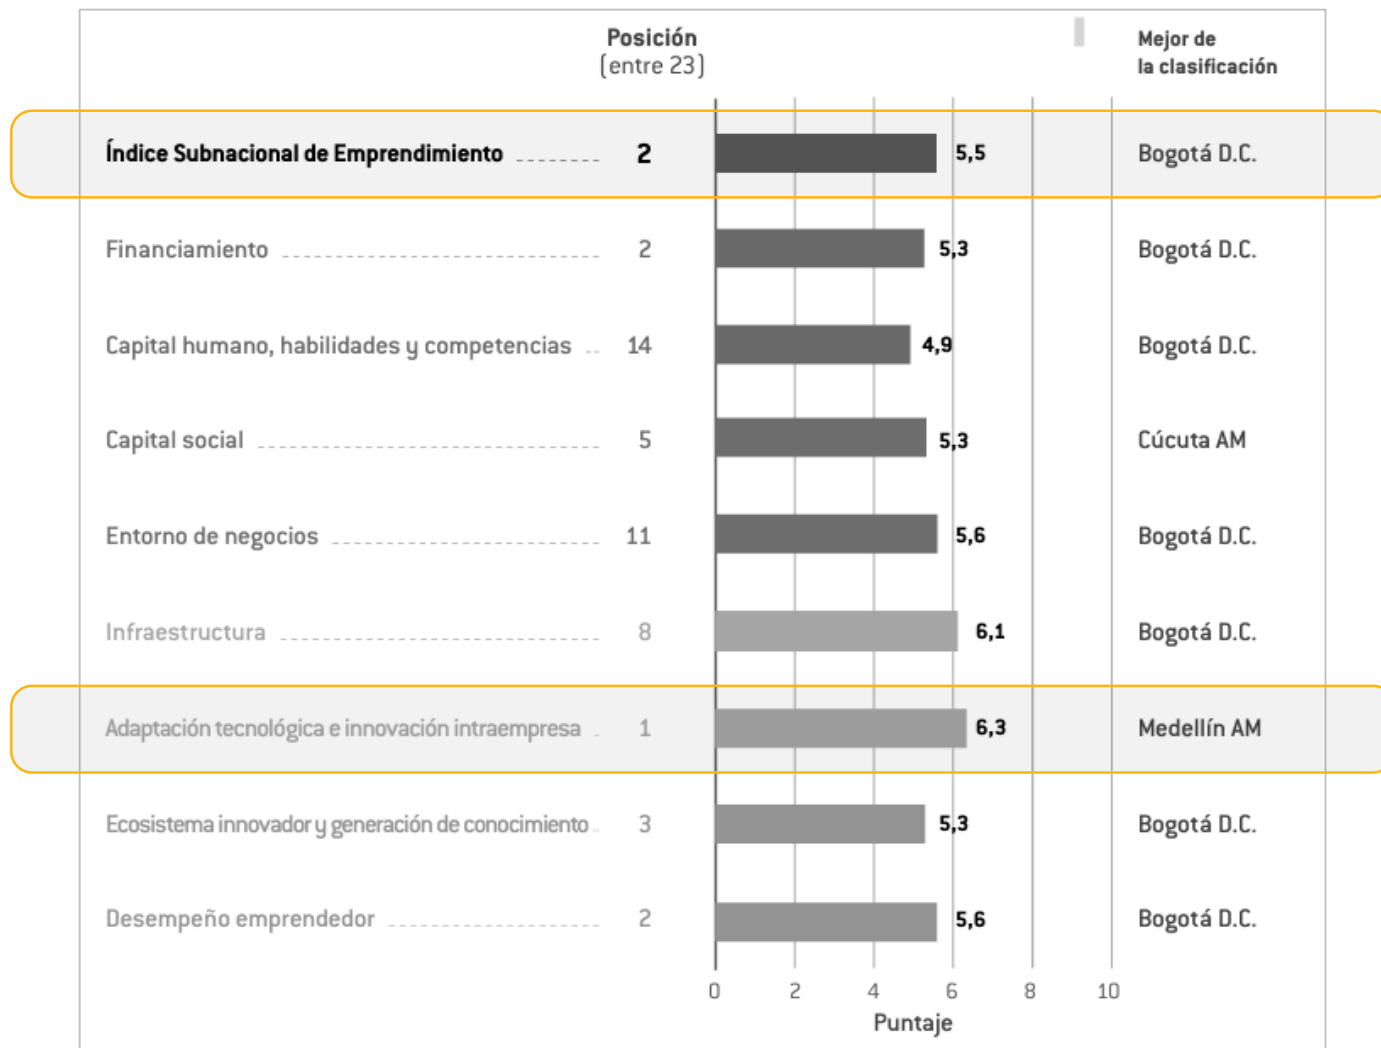 Posición
(entre 23)
Mejor de
la clasificación
Índice Subnacional de Emprendimiento 2 5,5 Bogotá D.C.
Financiamiento 2 5,3 Bogotá D.C.
Capital humano, habilidades y competencias 14 4,9 Bogotá D.C.
Capital social 5 5,3 Cúcuta AM
Entorno de negocios 11 5,6 Bogotá D.C.
Infraestructura 8 6,1 Bogotá D.C.
Adaptación tecnológica e innovación intraempresa 1 6,3 Medellín AM
Ecosistema innovador y generación de conocimiento 3 5,3 Bogotá D.C.
Desempeño emprendedor 2 5,6 Bogotá D.C.
0 2 4 6 8 10
Puntaje